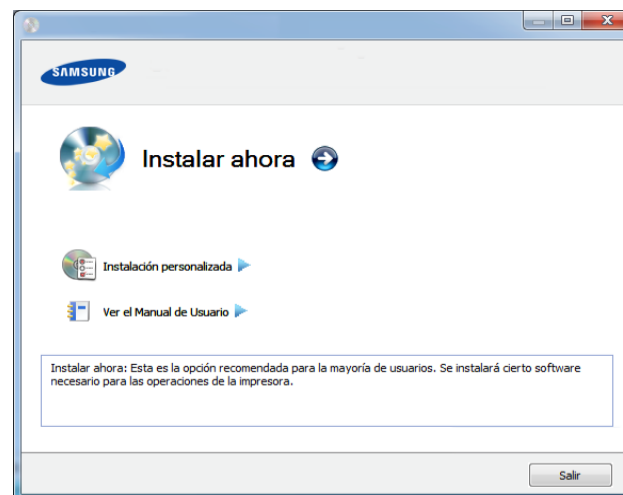 SAMSUNG
Instalar ahora
Instalación personalizada
Ver el Manual de Usuario
Instalar ahora: Esta es la opción recomendada para la mayoría de usuarios. Se instalará cierto software
necesario para las operaciones de la impresora.
Salir